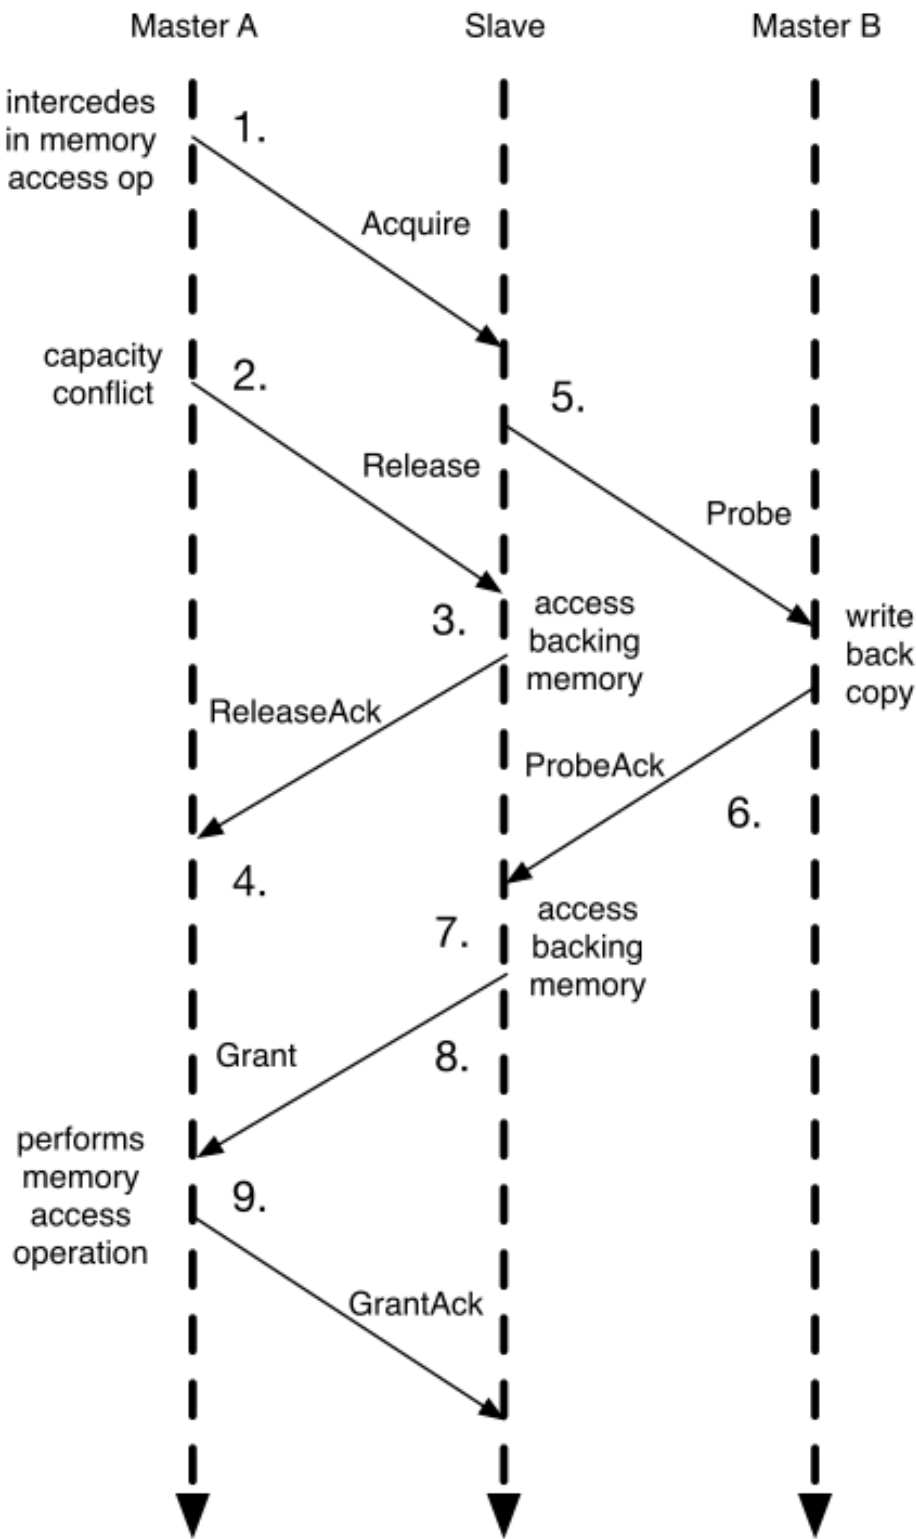 Master A
Slave
Master B
intercedes
in memory
access op
1.
Acquire
capacity
conflict
2.
5.
Release
Probe
3.
access
backing
memory
write
back
copy
ReleaseAck
ProbeAck
6.
4.
7.
access
backing
memory
Grant
8.
performs
memory
access
operation
9.
GrantAck